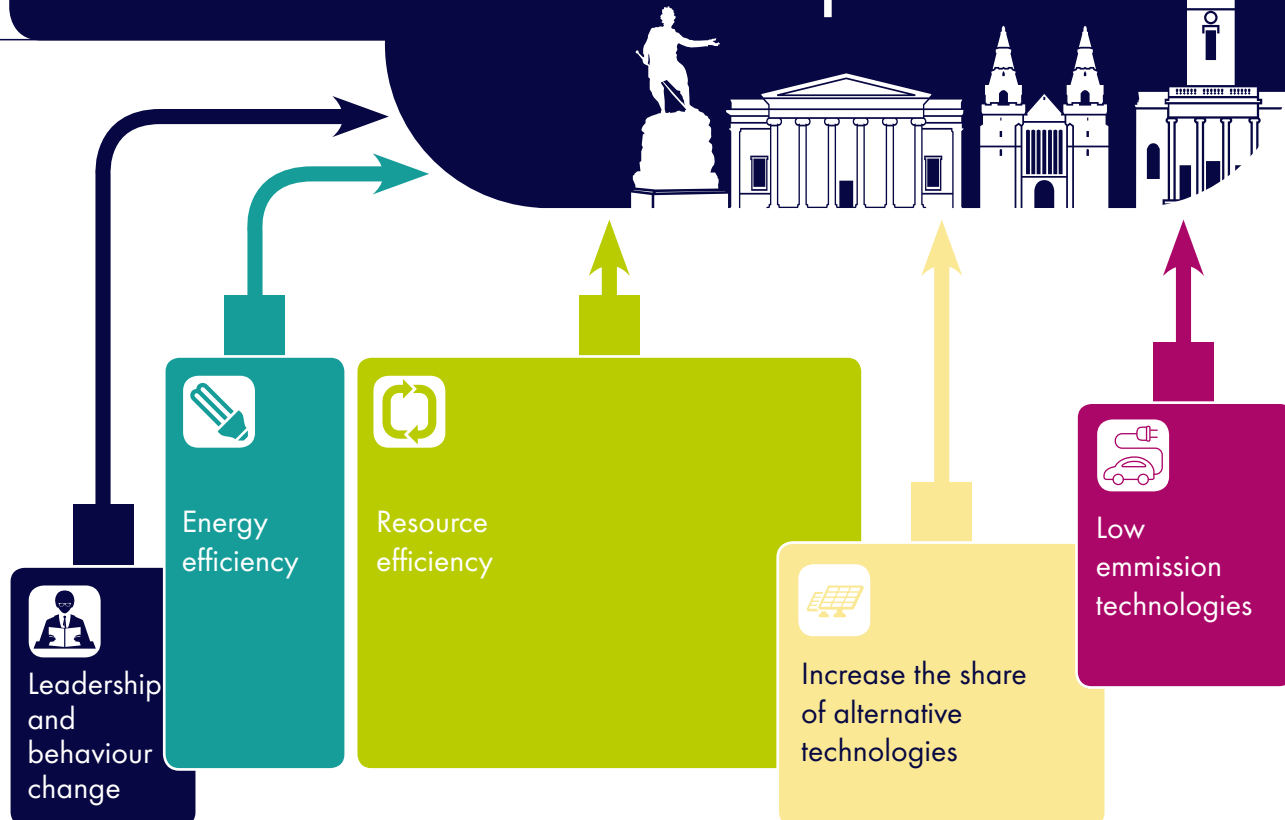 Energy
efficiency
Resource
efficiency
Low
emmission
technologies
Leadership
and
behaviour
change
Increase the share
of alternative
technologies